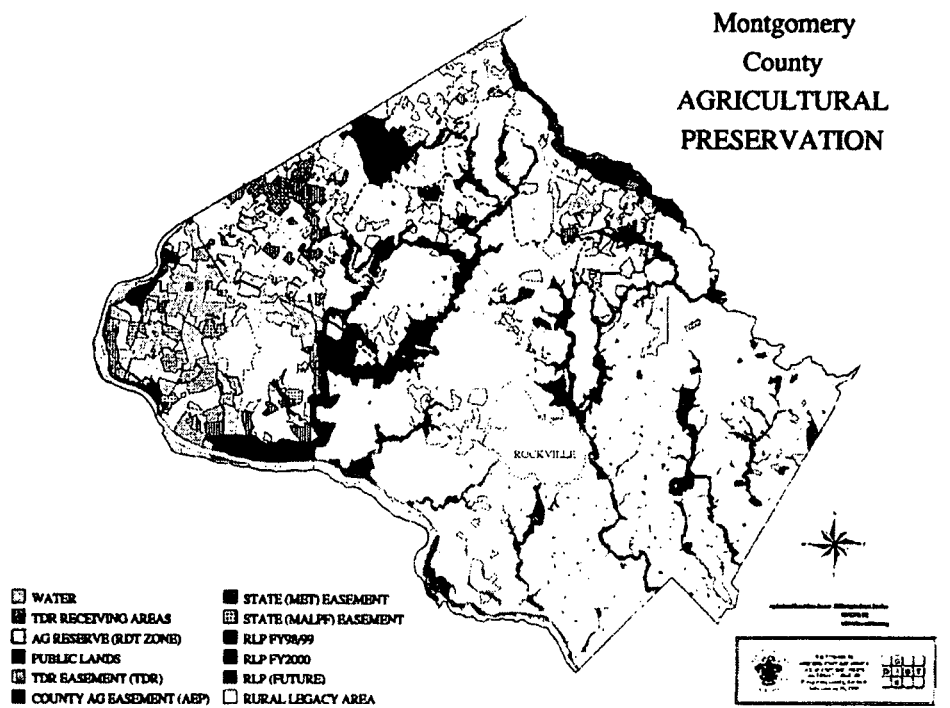 Montgomery
County
AGRICULTURAL
PRESERVATION
ROCKVILLE
WATER
TDR RECEIVING AREAS
AG RESERVE (RDT ZONE)
PUBLIC LANDS
TDR EASEMENT (TDR)
COUNTY AG EASEMENT (AEP)
STATE (MET) EASEMENT
STATE (MALPF) EASEMENT
RLP FY98/99
RLP FY2000
RLP (FUTURE)
RURAL LEGACY AREA